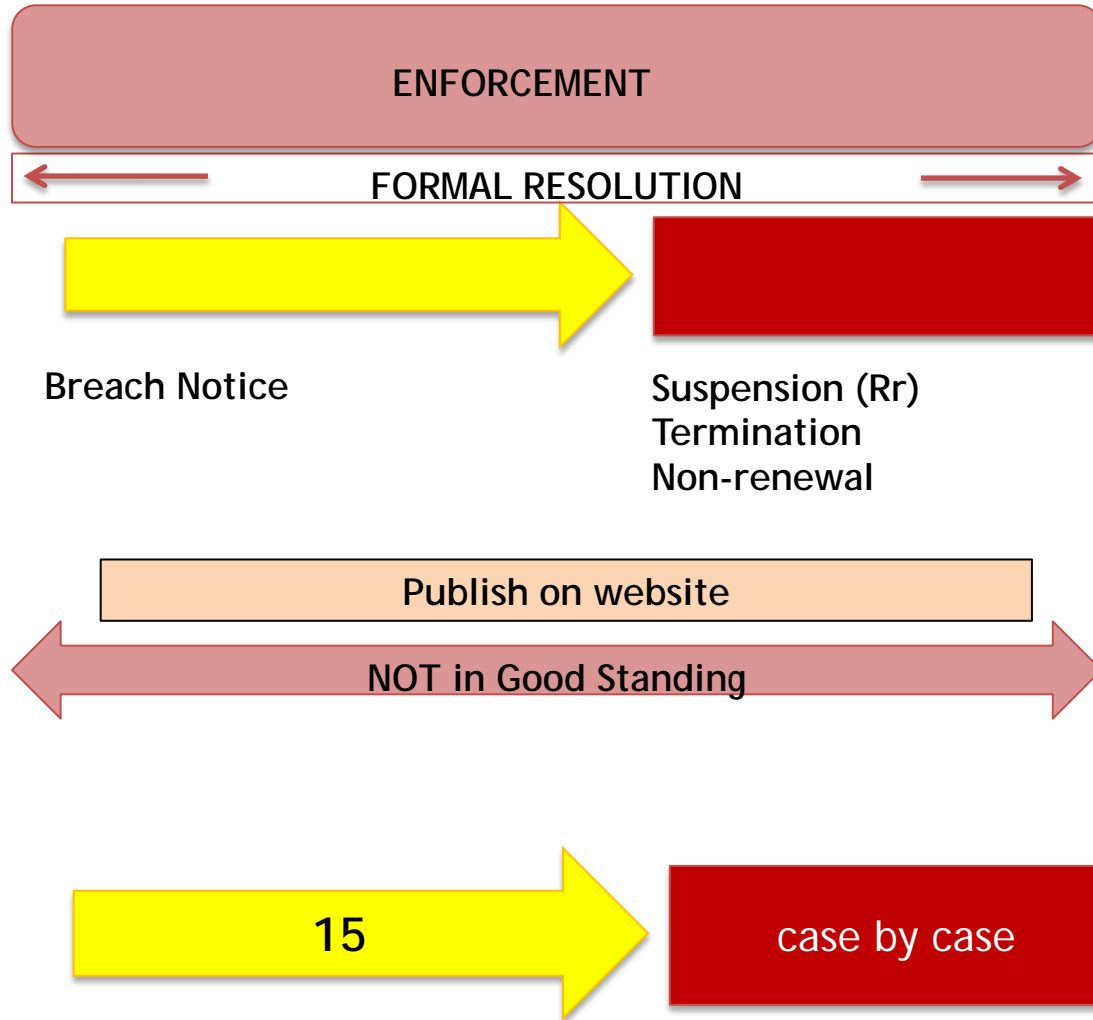 ENFORCEMENT
FORMAL RESOLUTION
Breach Notice
Suspension (Rr)
Termination
Non-renewal
Publish on website
NOT in Good Standing
15
case by case